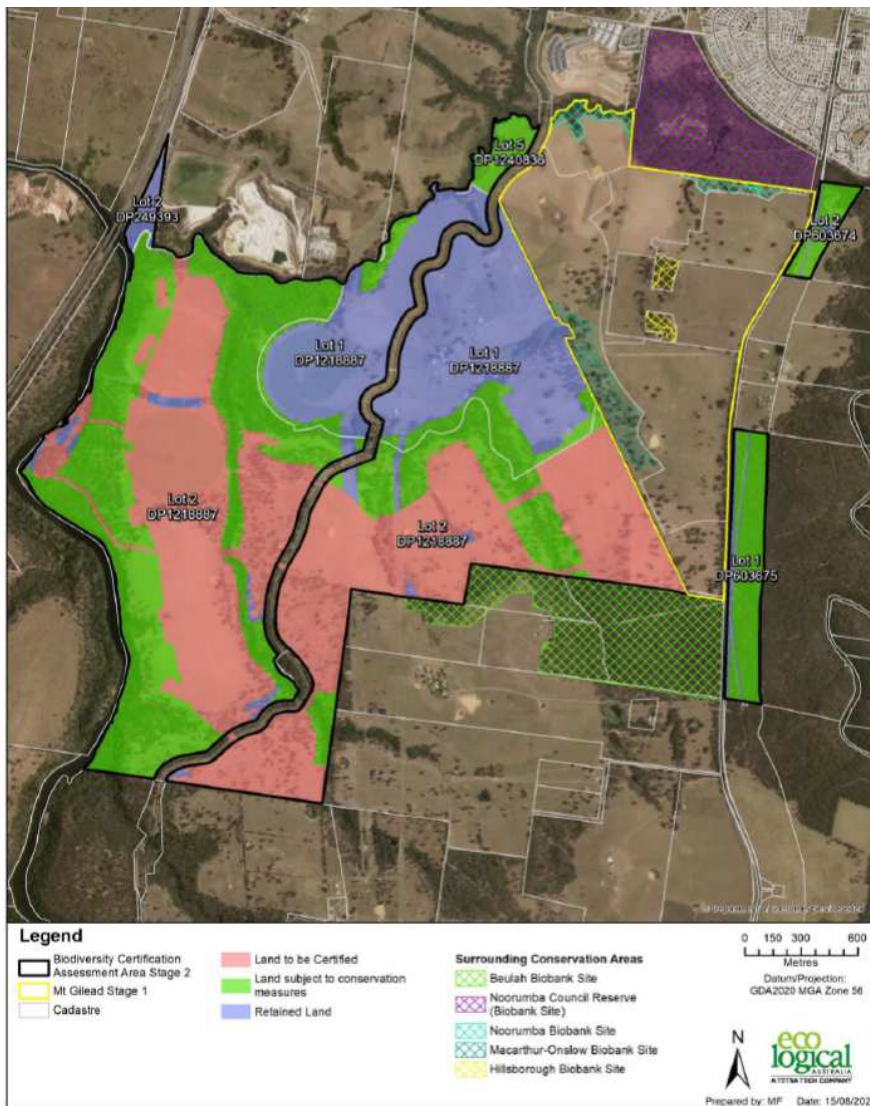 Lot 5
DP1240836
Lot 2
DP249393
Lot 2
DP603674
Lot 1
DP1218887
Lot 1
DP1218887
Lot 2
DP1218887
Lot 2
DP1218887
Lot 1
DP603675
Legend
Biodiversity Certification
Assessment Area Stage 2
Mt Gilead Stage 1
Cadastre
Land to be Certified
Land subject to conservation
measures
Retained Land
Surrounding Conservation Areas
Beulah Biobank Site
Noorumba Council Reserve
(Biobank Site)
Noorumba Biobank Site
Macarthur-Onslow Biobank Site
Hillsborough Biobank Site
0 150 300 600
Metres
Datum/Projection:
GDA2020 MGA Zone 56
N
eco
logical
AUSTRALIA
A TETRA TECH COMPANY
Prepared by: MF Date: 15/08/202